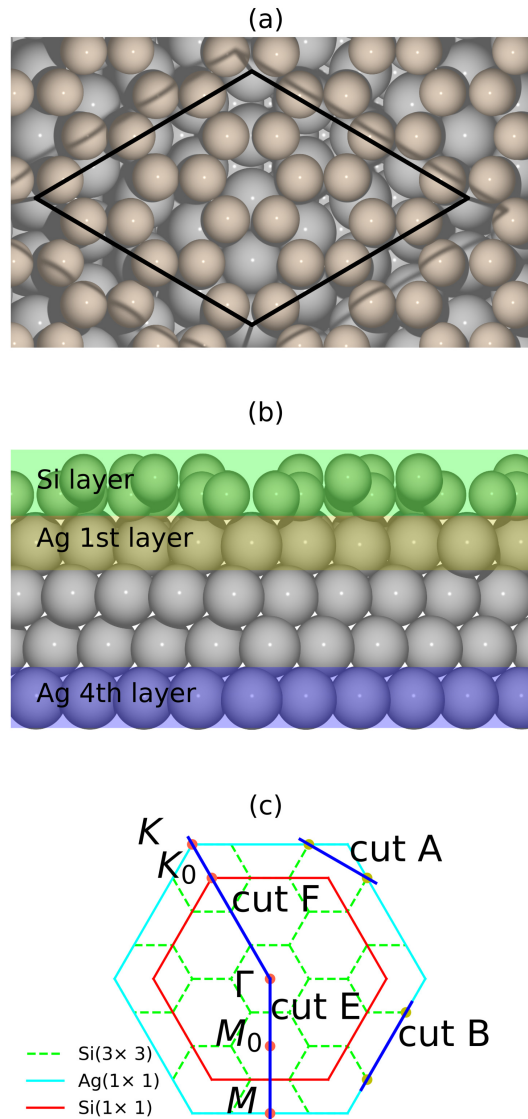 (a)
(b)
Si layer
Ag 1st layer
Ag 4th layer
(c)
K
cut A
K₀
cut F
Γ
cut E
M₀
cut B
M
Si(3× 3)
Ag(1× 1)
Si(1× 1)